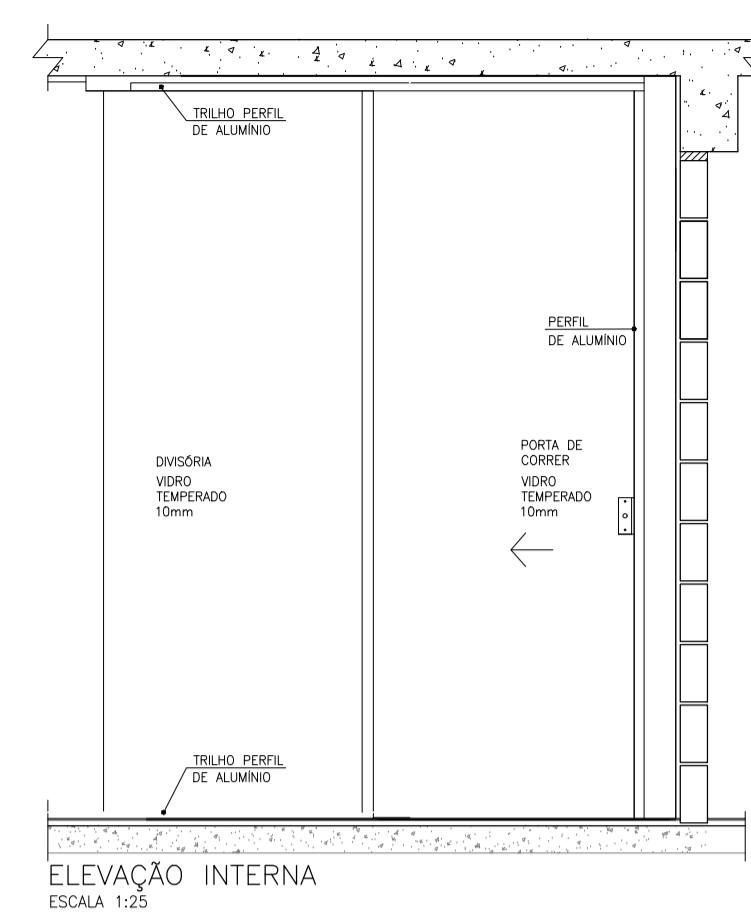 TRILHO PERFIL
DE ALUMÍNIO
PERFIL
DE ALUMÍNIO
DIVISÓRIA
VIDRO
TEMPERADO
10mm
PORTA DE
CORRER
VIDRO
TEMPERADO
10mm
TRILHO PERFIL
DE ALUMÍNIO
ELEVAÇÃO INTERNA
ESCALA 1:25